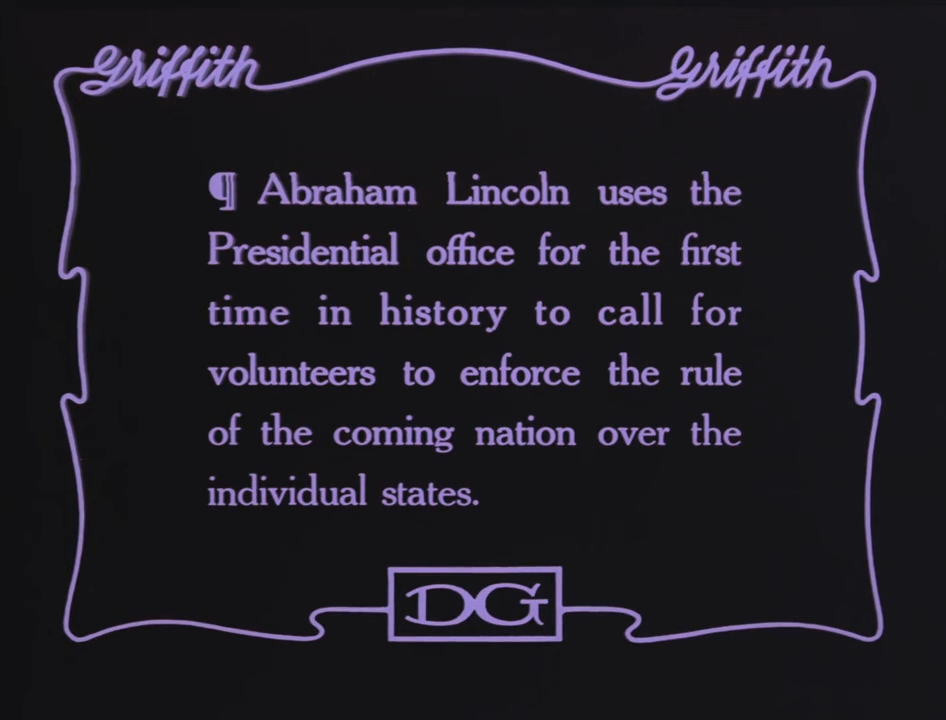 Griffith Griffith
¶ Abraham Lincoln uses the
Presidential office for the first
time in history to call for
volunteers to enforce the rule
of the coming nation over the
individual states.
DG